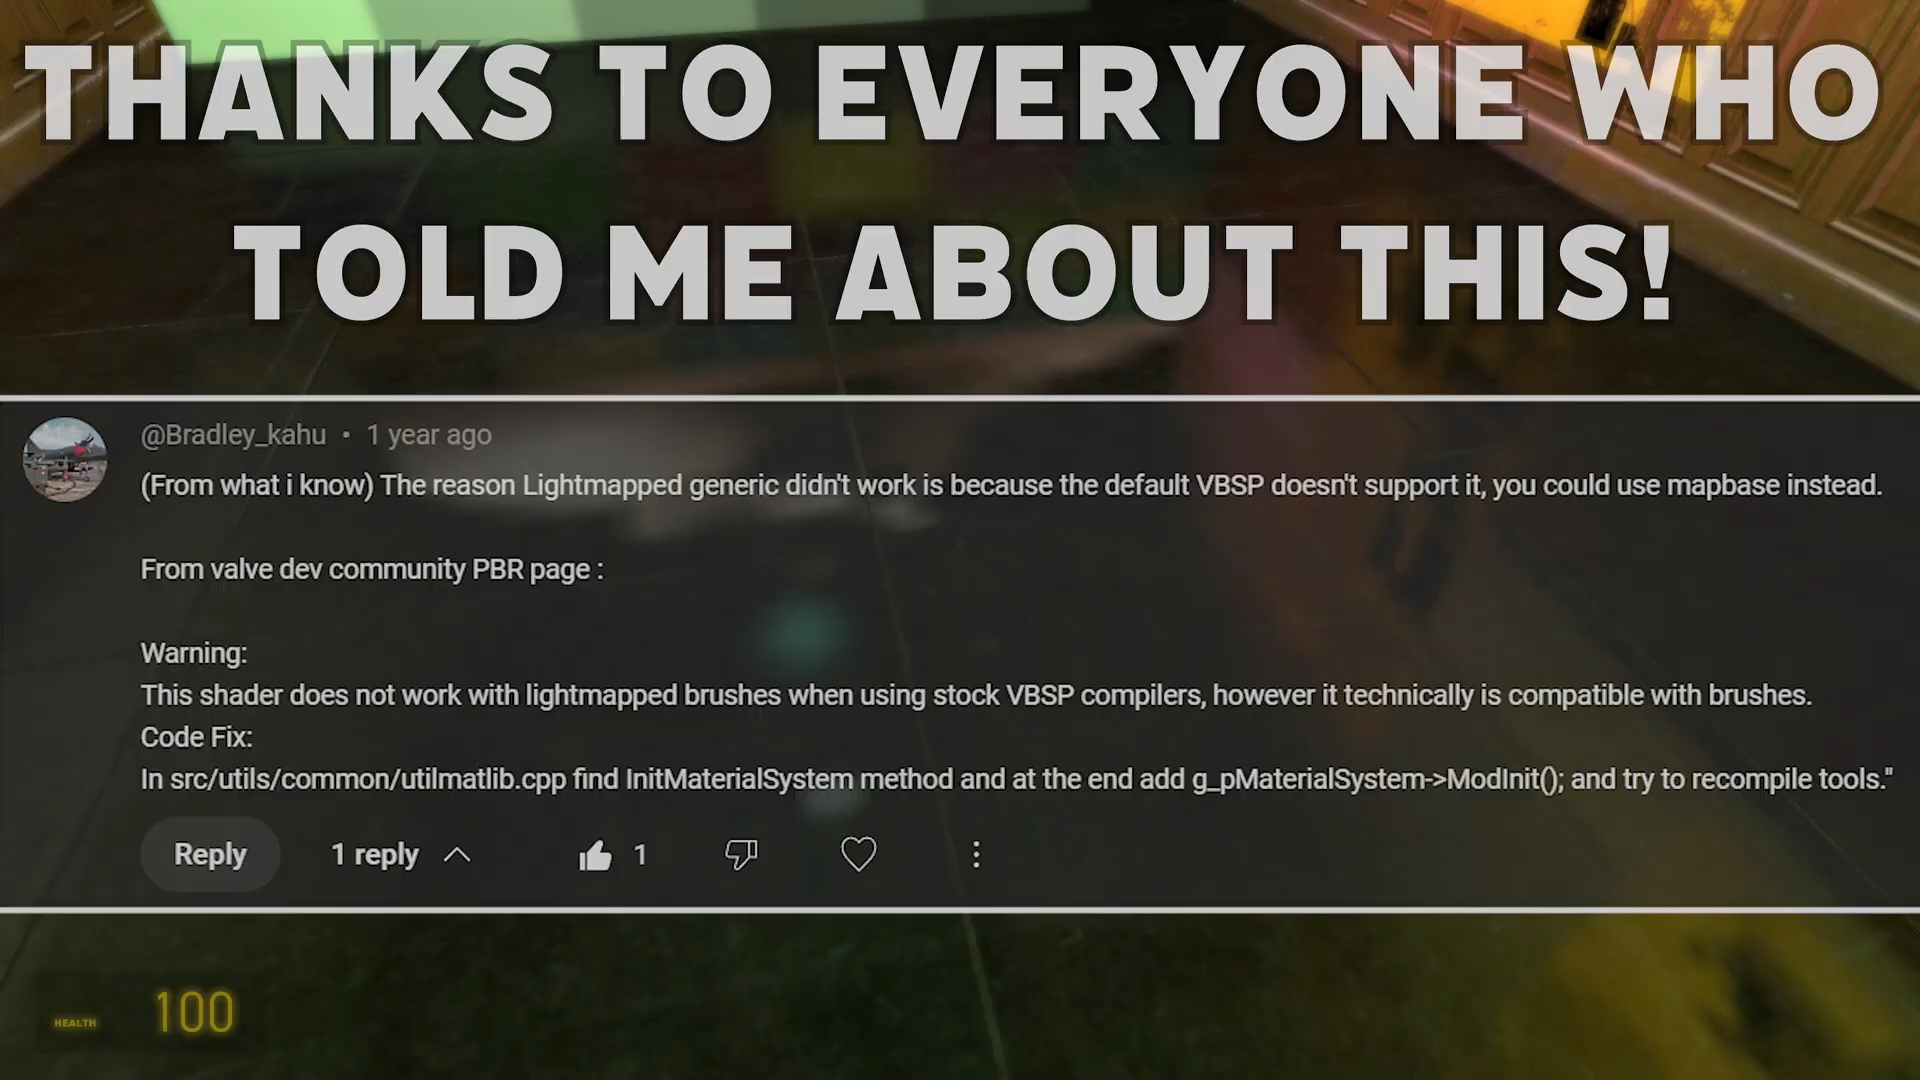 THANKS TO EVERYONE WHO
TOLD ME ABOUT THIS!
@Bradley_kahu • 1 year ago
(From what i know) The reason Lightmapped generic didn't work is because the default VBSP doesn't support it, you could use mapbase instead.
From valve dev community PBR page :
Warning:
This shader does not work with lightmapped brushes when using stock VBSP compilers, however it technically is compatible with brushes.
Code Fix:
In src/utils/common/utilmatlib.cpp find InitMaterialSystem method and at the end add g_pMaterialSystem->ModInit(); and try to recompile tools."
Reply 1 reply 1
HEALTH 100